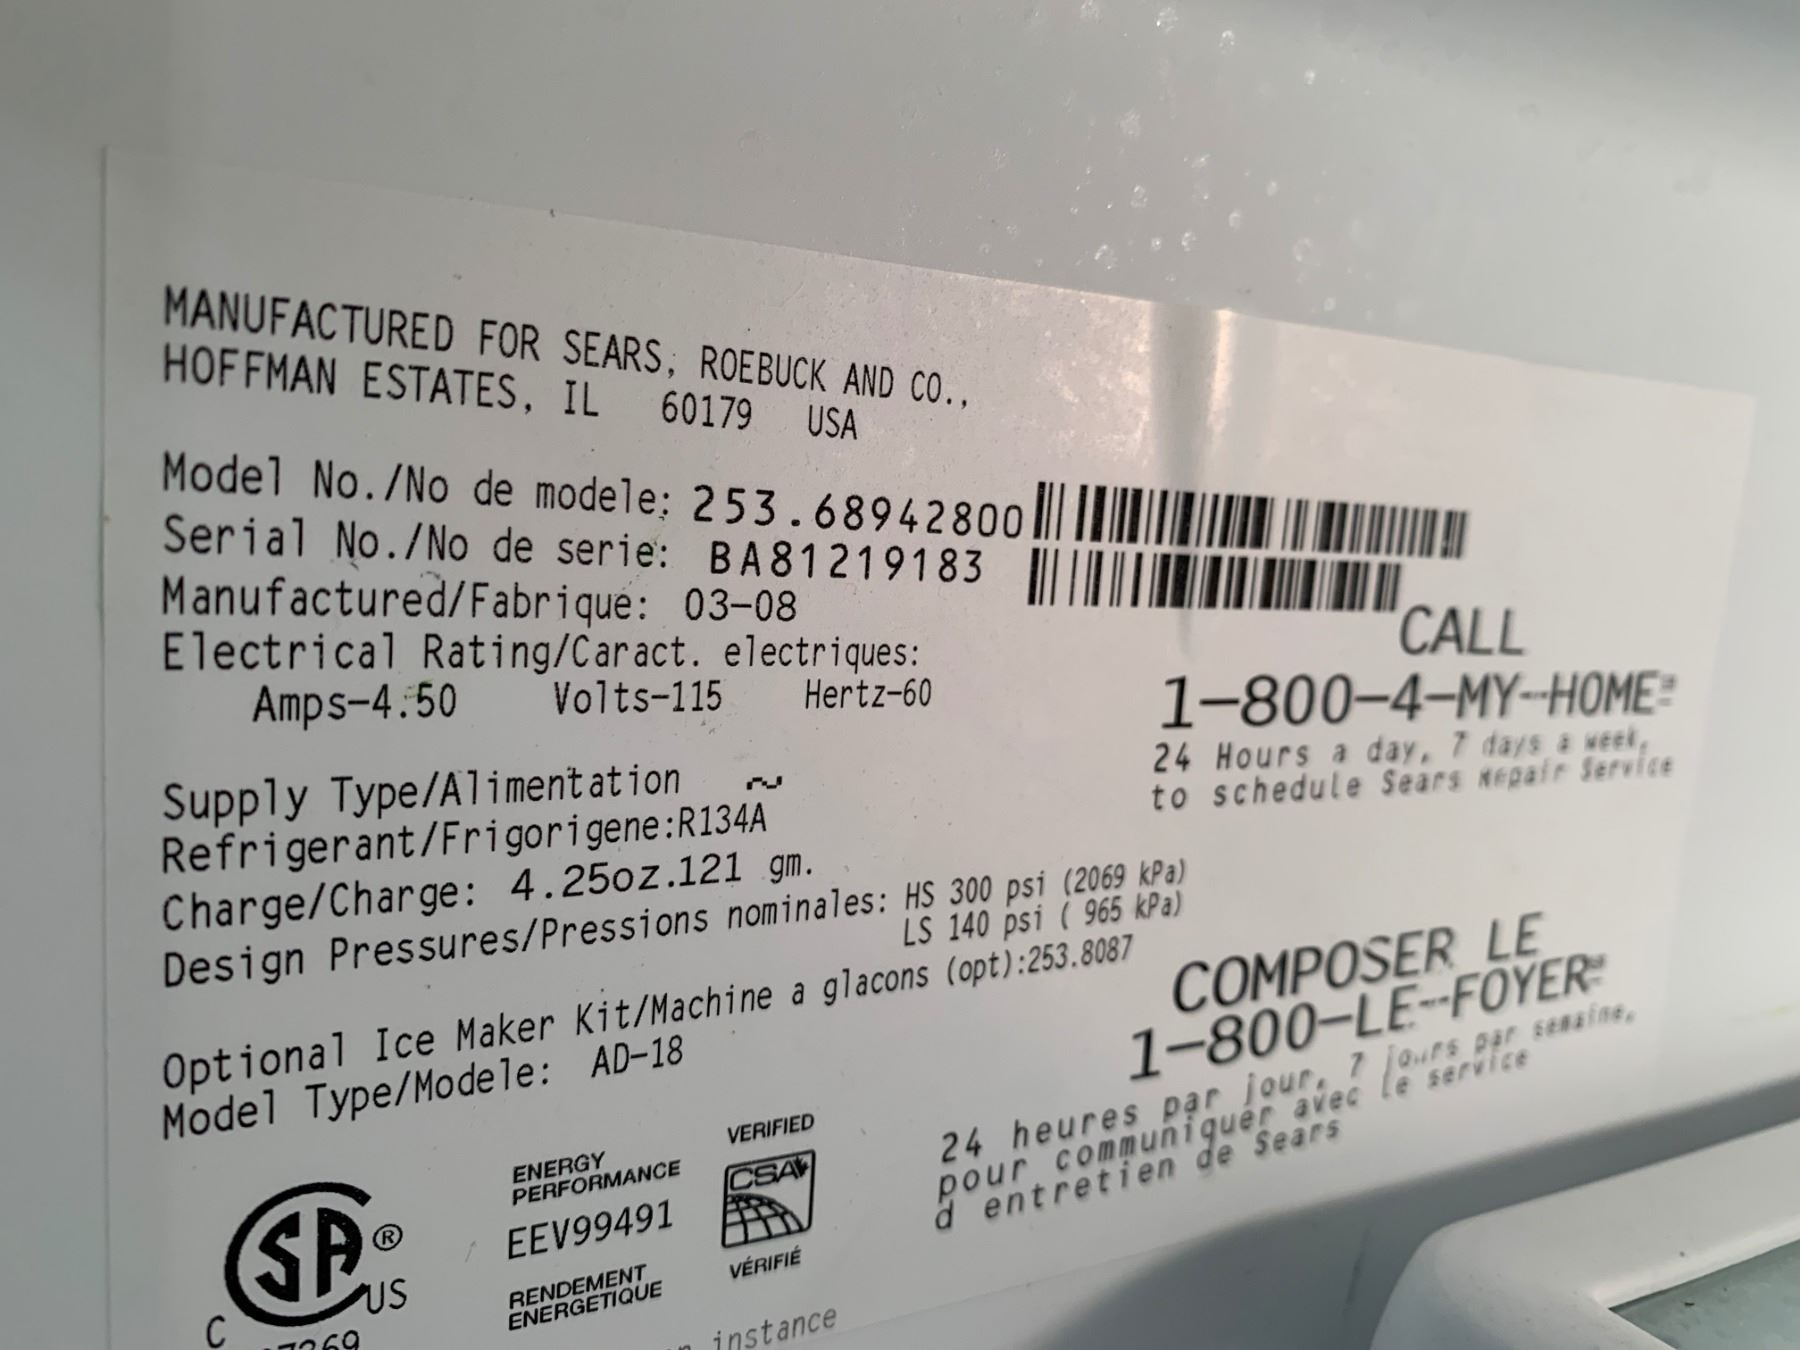 MANUFACTURED FOR SEARS, ROEBUCK AND CO.,
HOFFMAN ESTATES, IL 60179 USA
Model No./No de modele: 253.68942800
Serial No./No de serie: BA81219183
Manufactured/Fabrique: 03-08
Electrical Rating/Caract. electriques:
Amps-4.50 Volts-115 Hertz-60
CALL
1-800-4-MY-HOME
24 Hours a day, 7 days a week,
to schedule Sears Repair Service
Supply Type/Alimentation ~
Refrigerant/Frigorigene:R134A
Charge/Charge: 4.25oz.121 gm.
Design Pressures/Pressions nominales: HS 300 psi (2069 kPa)
LS 140 psi ( 965 kPa)
Optional Ice Maker Kit/Machine a glacons (opt):253.8087
Model Type/Modele: AD-18
COMPOSER LE
1-800-LE-FOYER
24 heures par jour, 7 jours par semaine,
pour communiquer avec le service
d entretien de Sears
SA ®
C US
ENERGY
PERFORMANCE
EEV99491
RENDEMENT
ENERGETIQUE
VERIFIED
CSA
VÉRIFIÉ
instance